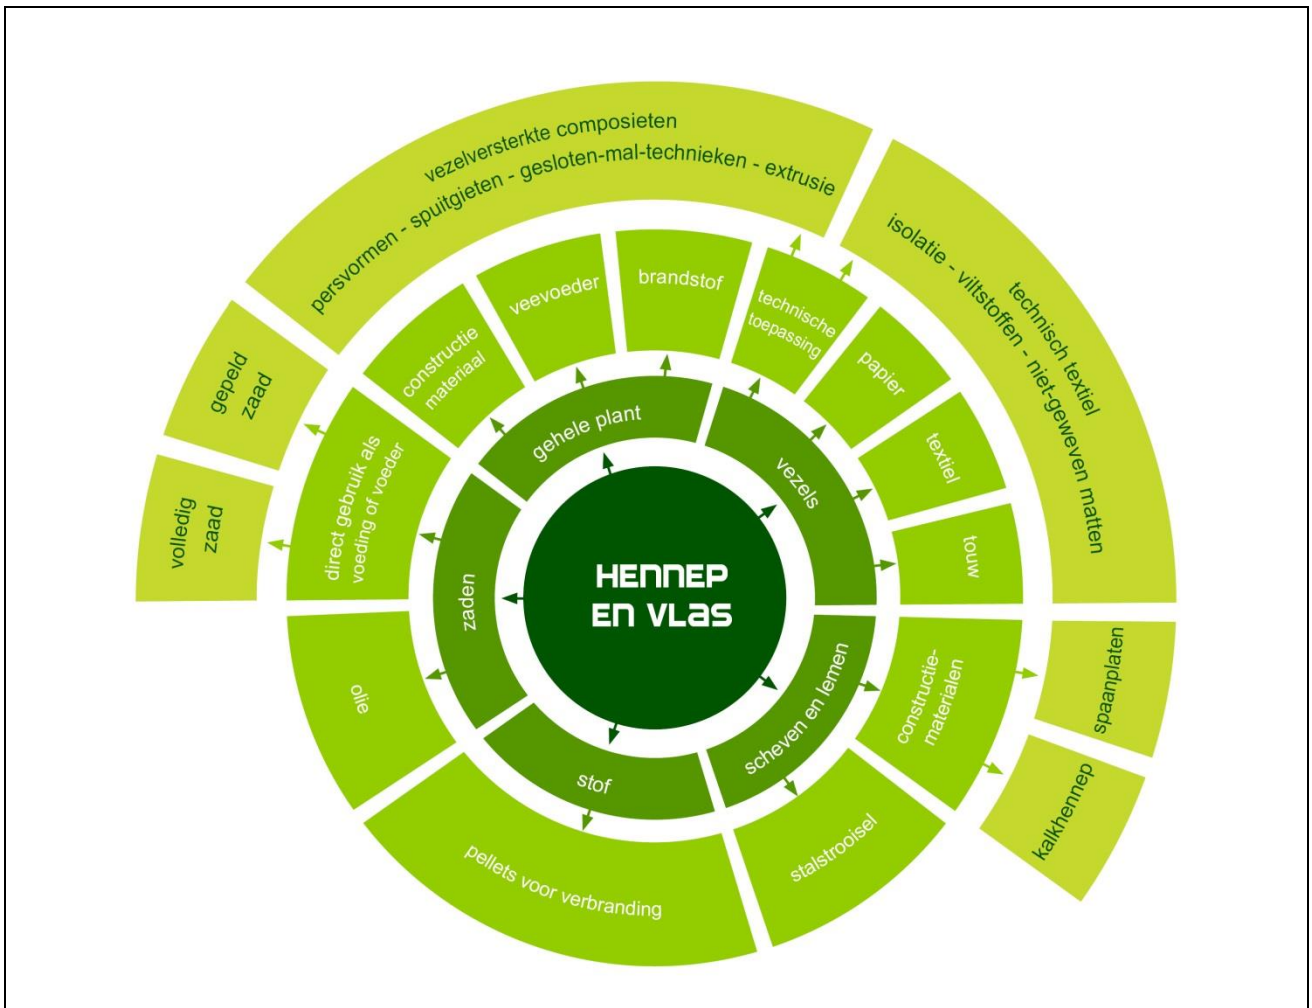 HENNEP
EN VLAS
gehele plant
vezels
scheven en lemen
stof
zaden
constructie
materiaal
veevoeder
brandstof
technische
toepassing
papier
textiel
touw
constructie-
materialen
stalstrooisel
pellets voor verbranding
olie
direct gebruik als
voeding of voeder
vezelversterkte composieten
persvormen - spuitgieten - gesloten-mal-technieken - extrusie
technisch textiel
isolatie - viltstoffen - niet-geweven matten
spaanplaten
kalkhennep
volledig
zaad
gepeld
zaad